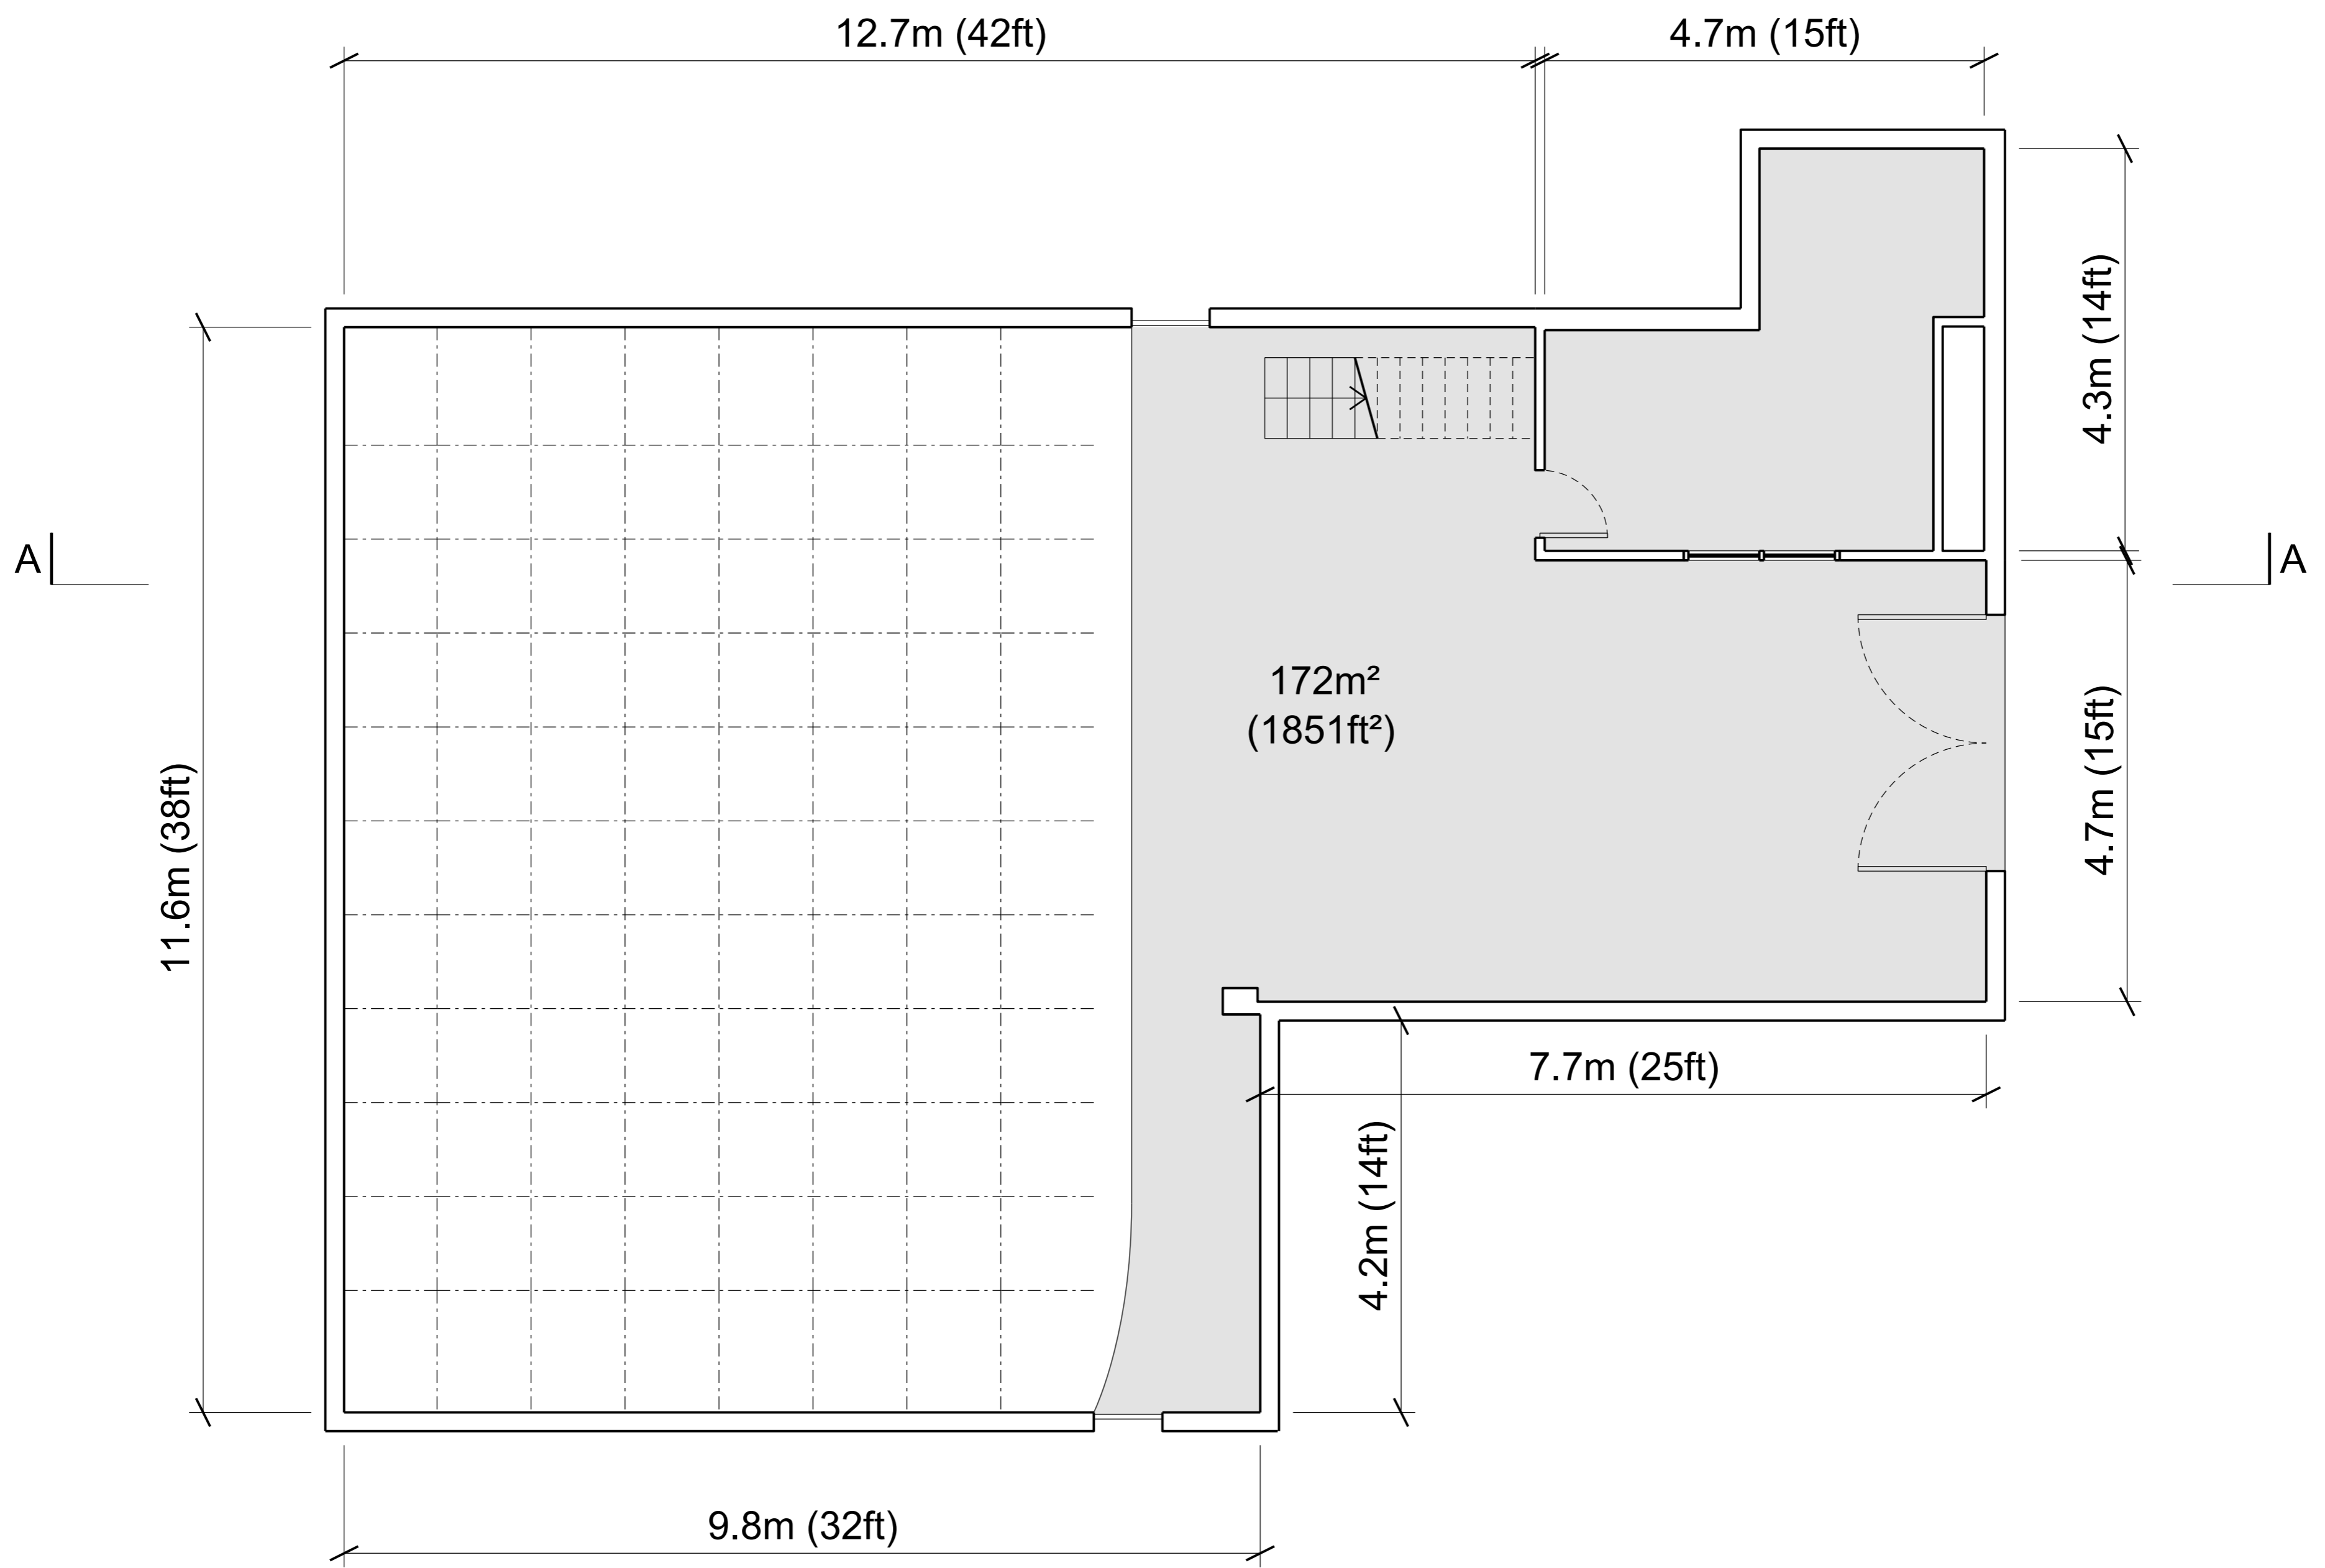 12.7m (42ft)
4.7m (15ft)
4.3m (14ft)
A
A
172m²
(1851ft²)
4.7m (15ft)
11.6m (38ft)
7.7m (25ft)
4.2m (14ft)
9.8m (32ft)